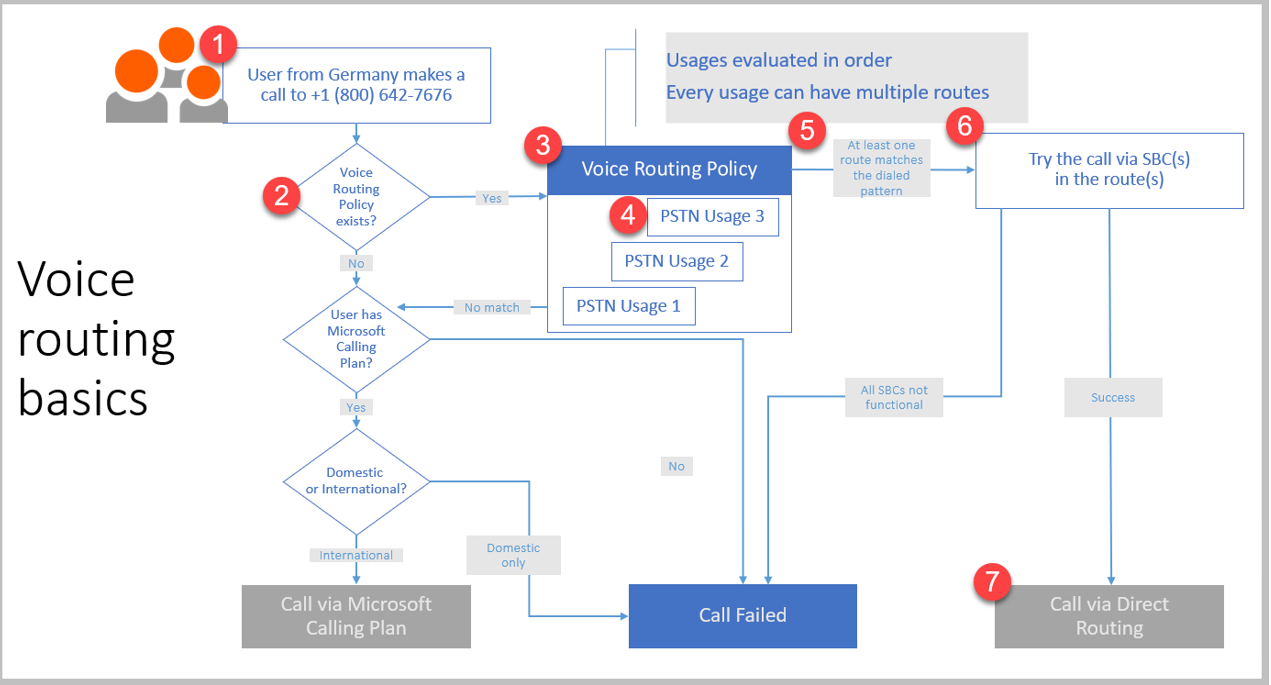 Voice
routing
basics
1
User from Germany makes a
call to +1 (800) 642-7676
2
Voice
Routing
Policy
exists?
Yes
No
3
Voice Routing Policy
4
PSTN Usage 3
PSTN Usage 2
PSTN Usage 1
Usages evaluated in order
Every usage can have multiple routes
5
At least one
route matches
the dialed
pattern
6
Try the call via SBC(s)
in the route(s)
No match
User has
Microsoft
Calling
Plan?
Yes
No
All SBCs not
functional
Success
Domestic
or International?
International
Domestic
only
Call via Microsoft
Calling Plan
Call Failed
7
Call via Direct
Routing